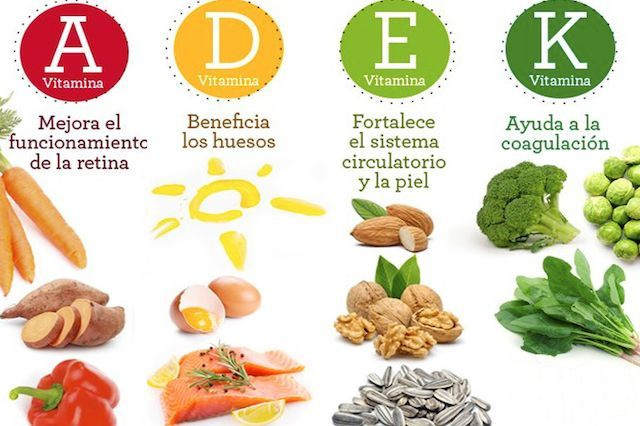 A
Vitamina
Mejora el
funcionamiento
de la retina
D
Vitamina
Beneficia
los huesos
E
Vitamina
Fortalece
el sistema
circulatorio
y la piel
K
Vitamina
Ayuda a la
coagulación